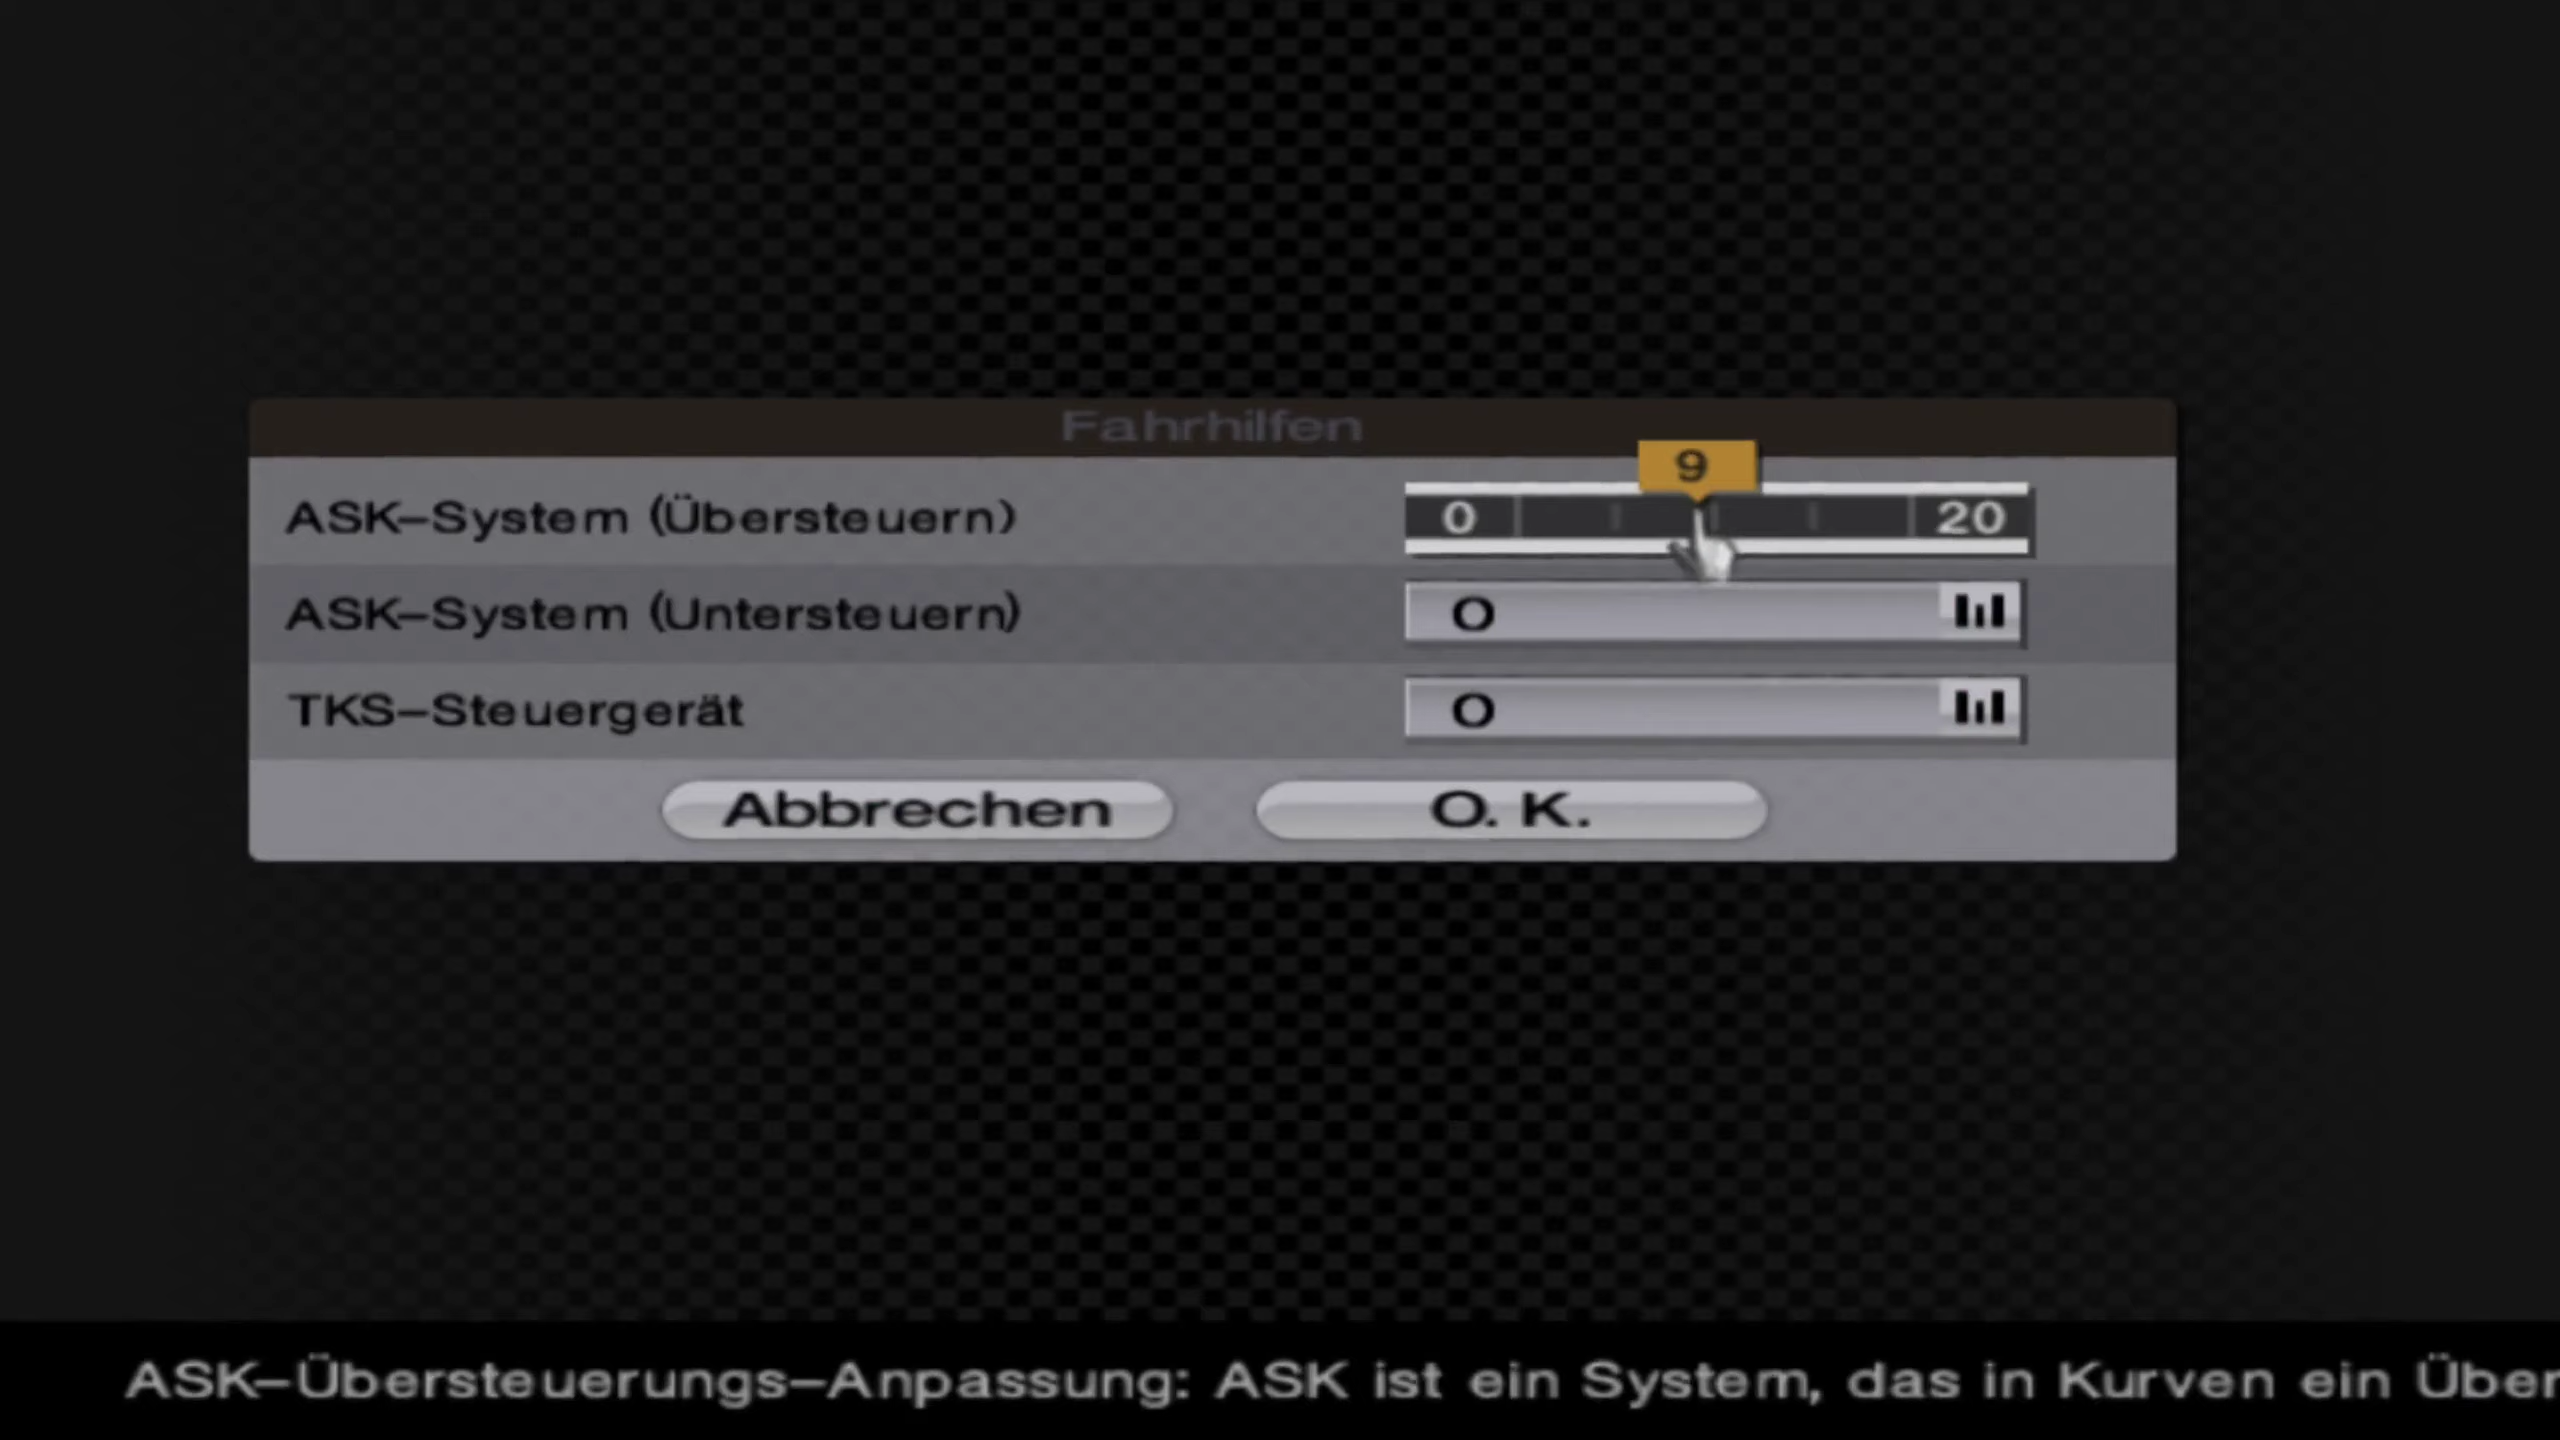 Fahrhilfen
9
ASK-System (Übersteuern) 0 20
ASK-System (Untersteuern) 0
TKS-Steuergerät 0
Abbrechen O. K.
ASK-Übersteuerungs-Anpassung: ASK ist ein System, das in Kurven ein Über